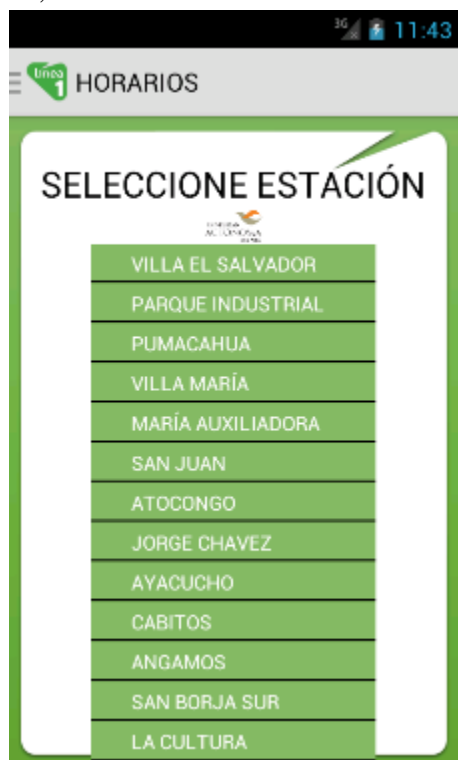 3G 11:43
línea
1
HORARIOS
SELECCIONE ESTACIÓN
AUTÓNOMA
VILLA EL SALVADOR
PARQUE INDUSTRIAL
PUMACAHUA
VILLA MARÍA
MARÍA AUXILIADORA
SAN JUAN
ATOCONGO
JORGE CHAVEZ
AYACUCHO
CABITOS
ANGAMOS
SAN BORJA SUR
LA CULTURA